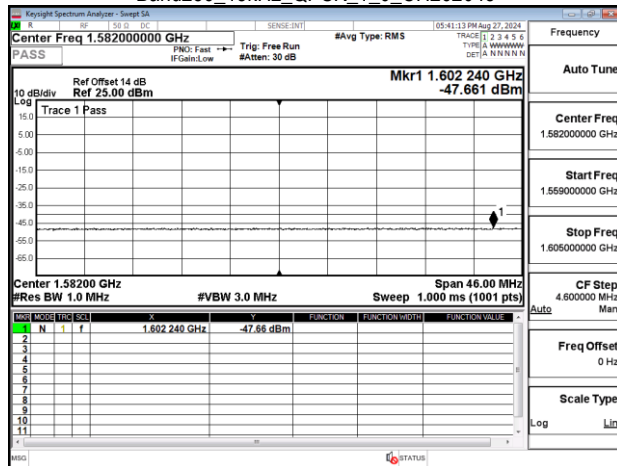 Keysight Spectrum Analyzer - Swept SA
R RF 50 Ω DC SENSE:INT 05:41:13 PM Aug 27, 2024
Center Freq 1.582000000 GHz #Avg Type: RMS TRACE 1 2 3 4 5 6
PNO: Fast Trig: Free Run TYPE A WWWWW
PASS IFGain:Low #Atten: 30 dB DET A N N N N N
Frequency
Auto Tune
Mkr1 1.602 240 GHz
-47.661 dBm
Ref Offset 14 dB
10 dB/div Ref 25.00 dBm
Log
Trace 1 Pass
15.0
5.00
-5.00
-15.0
-25.0
-35.0
-45.0
-55.0
-65.0
1
Center 1.58200 GHz Span 46.00 MHz
#Res BW 1.0 MHz #VBW 3.0 MHz Sweep 1.000 ms (1001 pts)
MKR MODE TRC SCL X Y FUNCTION FUNCTION WIDTH FUNCTION VALUE
1 N 1 f 1.602 240 GHz -47.66 dBm
2
3
4
5
6
7
8
9
10
11
Center Freq
1.582000000 GHz
Start Freq
1.559000000 GHz
Stop Freq
1.605000000 GHz
CF Step
4.600000 MHz
Auto Man
Freq Offset
0 Hz
Scale Type
Log Lin
MSG STATUS